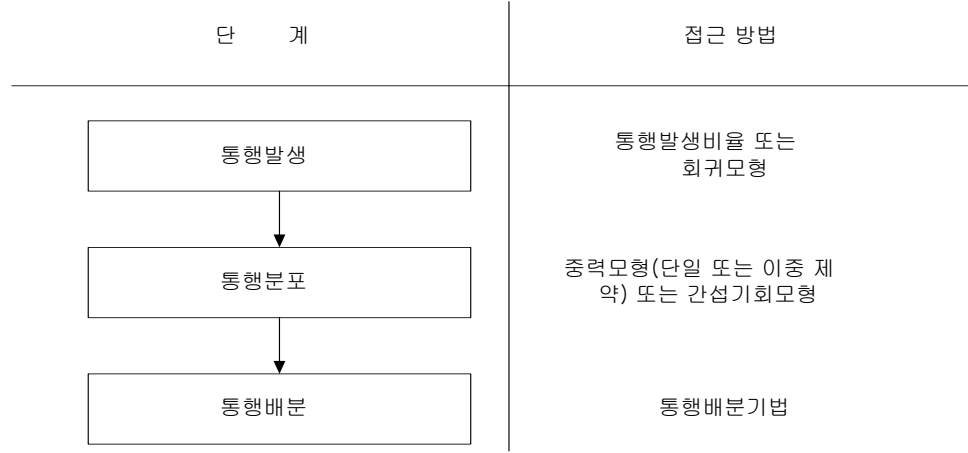 단 계
접근 방법
통행발생
통행발생비율 또는
회귀모형
통행분포
중력모형(단일 또는 이중 제
약) 또는 간섭기회모형
통행배분
통행배분기법